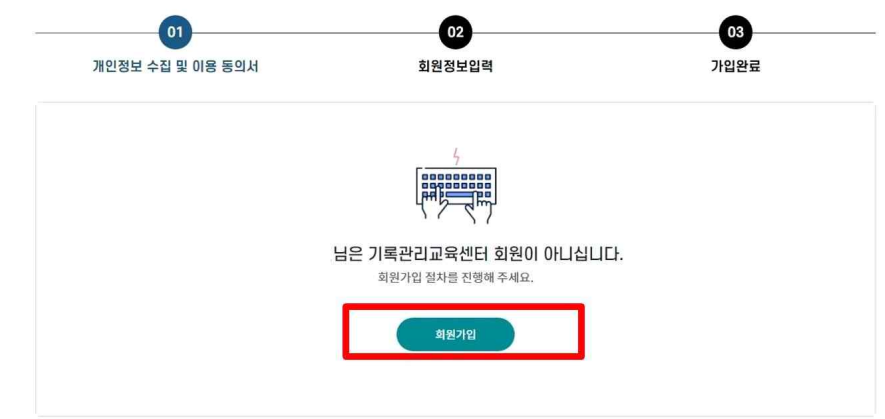 01
개인정보 수집 및 이용 동의서
02
회원정보입력
03
가입완료
님은 기록관리교육센터 회원이 아니십니다.
회원가입 절차를 진행해 주세요.
회원가입